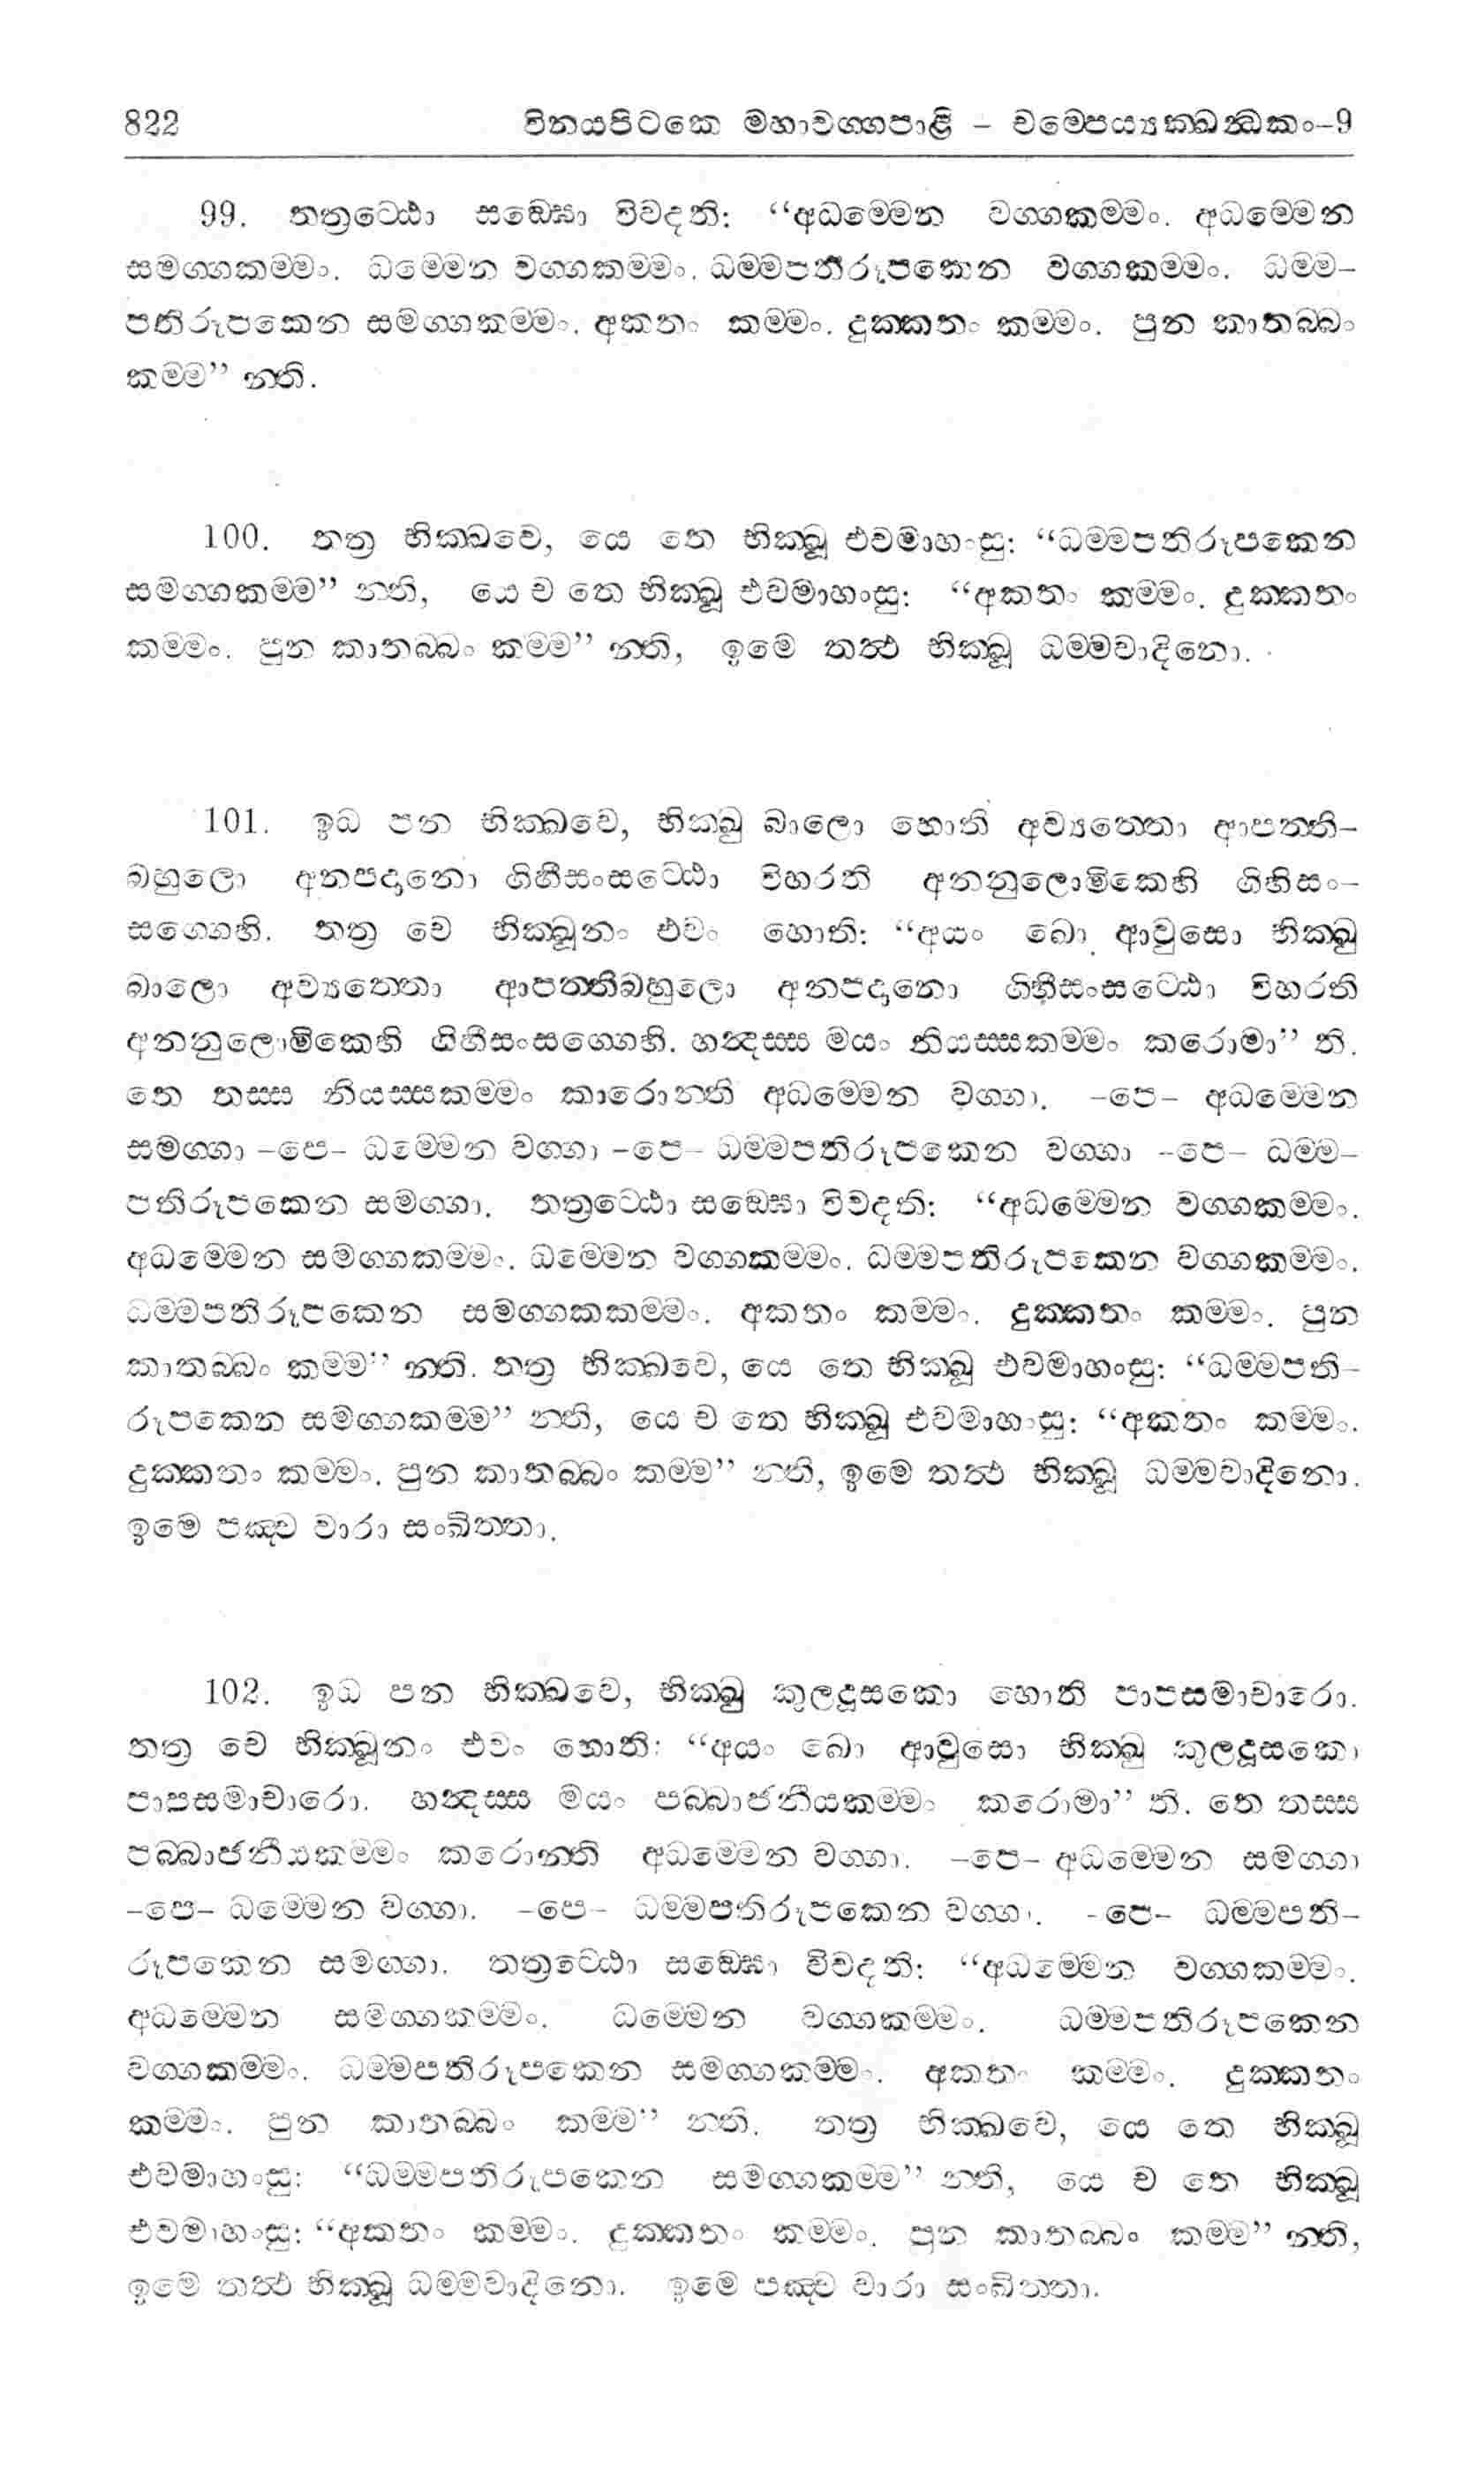 822 විනයපිටකෙ මහාවග්ගපාළි – චම්පෙය්‍යක්ඛන්‍ධකං–9
99. තත්‍රට්ඨො සඞ්ඝො විවදති: “අධම්මෙන වග්ගකම්මං. අධම්මෙන
සමග්ගකම්මං. ධම්මෙන වග්ගකම්මං. ධම්මපතිරූපකෙන වග්ගකම්මං. ධම්ම–
පතිරූපකෙන සමග්ගකම්මං. අකතං කම්මං. දුක්කතං කම්මං. පුන කාතබ්බං
කම්ම” න්ති.
100. තත්‍ර භික්ඛවෙ, යෙ තෙ භික්ඛූ එවමාහංසු: “ධම්මපතිරූපකෙන
සමග්ගකම්ම” න්ති, යෙ ච තෙ භික්ඛූ එවමාහංසු: “අකතං කම්මං. දුක්කතං
කම්මං. පුන කාතබ්බං කම්ම” න්ති, ඉමෙ තත්‍ථ භික්ඛූ ධම්මවාදිනො.
101. ඉධ පන භික්ඛවෙ, භික්ඛු බාලො හොති අව්‍යත්තො ආපත්ති–
බහුලො අනපදානො ගිහීසංසට්ඨො විහරති අනනුලොමිකෙහි ගිහිසං–
සග්ගෙහි. තත්‍ර චෙ භික්ඛූනං එවං හොති: “අයං ඛො ආවුසො භික්ඛු
බාලො අව්‍යත්තො ආපත්තිබහුලො අනපදානො ගිහීසංසට්ඨො විහරති
අනනුලොමිකෙහි ගිහීසංසග්ගෙහි. හන්‍දස්ස මයං නියස්සකම්මං කරොමා” ති.
තෙ තස්ස නියස්සකම්මං කාරොන්ති අධම්මෙන වග්ගා. –පෙ– අධම්මෙන
සමග්ගා –පෙ– ධම්මෙන වග්ගා –පෙ– ධම්මපතිරූපකෙන වග්ගා –පෙ– ධම්ම–
පතිරූපකෙන සමග්ගා. තත්‍රට්ඨො සඞ්ඝො විවදති: “අධම්මෙන වග්ගකම්මං.
අධම්මෙන සමග්ගකම්මං. ධම්මෙන වග්ගකම්මං. ධම්මපතිරූපකෙන වග්ගකම්මං.
ධම්මපතිරූපකෙන සමග්ගකකම්මං. අකතං කම්මං. දුක්කතං කම්මං. පුන
කාතබ්බං කම්ම” න්ති. තත්‍ර භික්ඛවෙ, යෙ තෙ භික්ඛූ එවමාහංසු: “ධම්මපති–
රූපකෙන සමග්ගකම්ම” න්ති, යෙ ච තෙ භික්ඛූ එවමාහංසු: “අකතං කම්මං.
දුක්කතං කම්මං. පුන කාතබ්බං කම්ම” න්ති, ඉමෙ තත්‍ථ භික්ඛූ ධම්මවාදිනො.
ඉමෙ පඤ්ච වාරා සංඛිත්තා.
102. ඉධ පන භික්ඛවෙ, භික්ඛු කුලදූසකො හොති පාපසමාචාරො.
තත්‍ර චෙ භික්ඛූනං එවං හොති: “අයං ඛො ආවුසො භික්ඛු කුලදූසකො
පාපසමාචාරො. හන්‍දස්ස මයං පබ්බාජනීයකම්මං කරොමා” ති. තෙ තස්ස
පබ්බාජනීයකම්මං කරොන්ති අධම්මෙන වග්ගා. –පෙ– අධම්මෙන සමග්ගා
–පෙ– ධම්මෙන වග්ගා. –පෙ– ධම්මපතිරූපකෙන වග්ගා. –පෙ– ධම්මපති–
රූපකෙන සමග්ගා. තත්‍රට්ඨො සඞ්ඝො විවදති: “අධම්මෙන වග්ගකම්මං.
අධම්මෙන සමග්ගකම්මං. ධම්මෙන වග්ගකම්මං. ධම්මපතිරූපකෙන
වග්ගකම්මං. ධම්මපතිරූපකෙන සමග්ගකම්මං. අකතං කම්මං. දුක්කතං
කම්මං. පුන කාතබ්බං කම්ම” න්ති. තත්‍ර භික්ඛවෙ, යෙ තෙ භික්ඛූ
එවමාහංසු: “ධම්මපතිරූපකෙන සමග්ගකම්ම” න්ති, යෙ ච තෙ භික්ඛූ
එවමාහංසු: “අකතං කම්මං. දුක්කතං කම්මං. පුන කාතබ්බං කම්ම” න්ති,
ඉමෙ තත්‍ථ භික්ඛූ ධම්මවාදිනො. ඉමෙ පඤ්ච වාරා සංඛිත්තා.